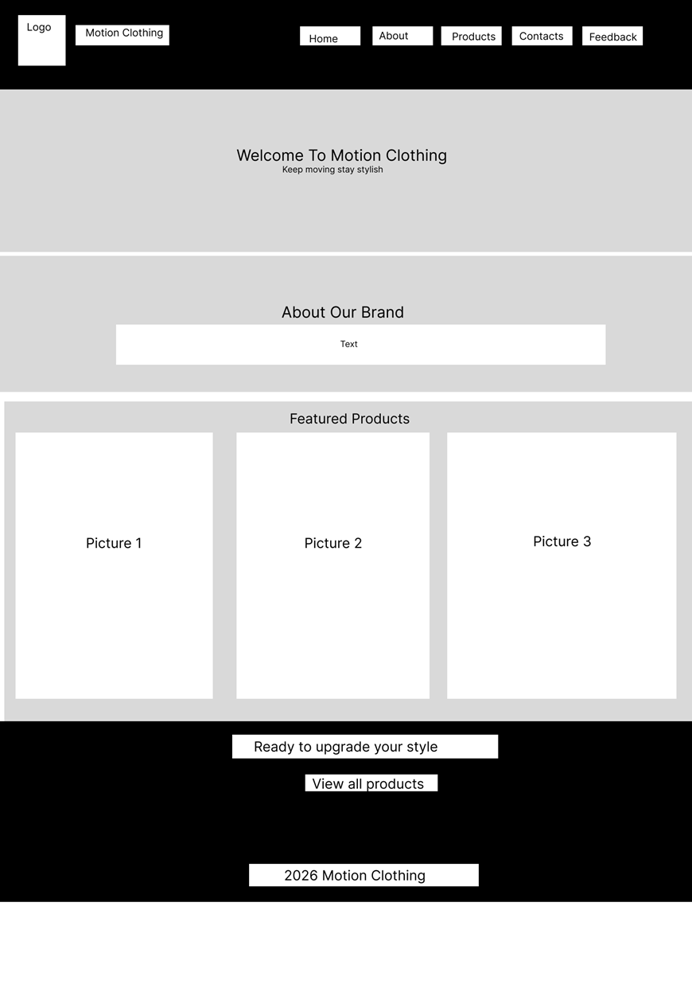 Logo
Motion Clothing
Home
About
Products
Contacts
Feedback
Welcome To Motion Clothing
Keep moving stay stylish
About Our Brand
Text
Featured Products
Picture 1
Picture 2
Picture 3
Ready to upgrade your style
View all products
2026 Motion Clothing